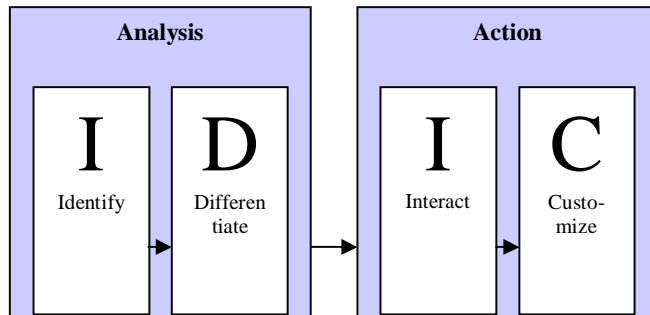 Analysis
I
Identify
D
Differen
tiate
Action
I
Interact
C
Custo-
mize